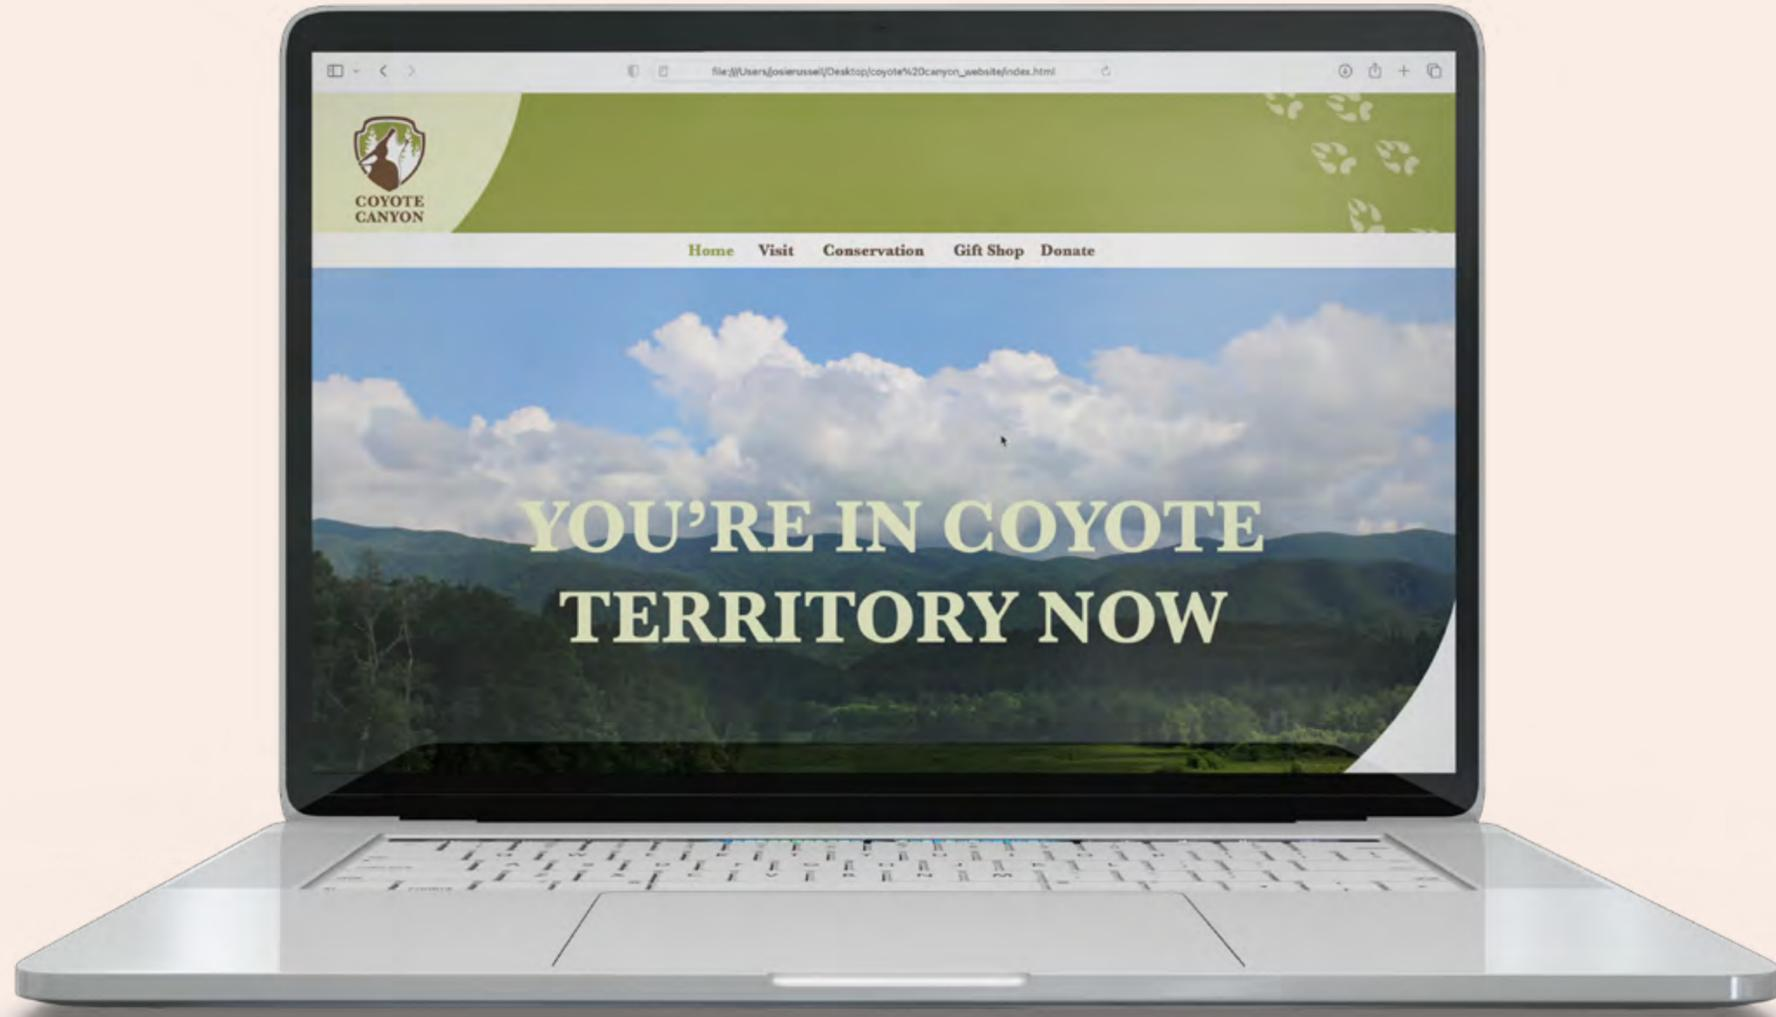 file:///Users/josierussell/Desktop/coyote%20canyon_website/index.html
COYOTE
CANYON
Home Visit Conservation Gift Shop Donate
YOU’RE IN COYOTE
TERRITORY NOW